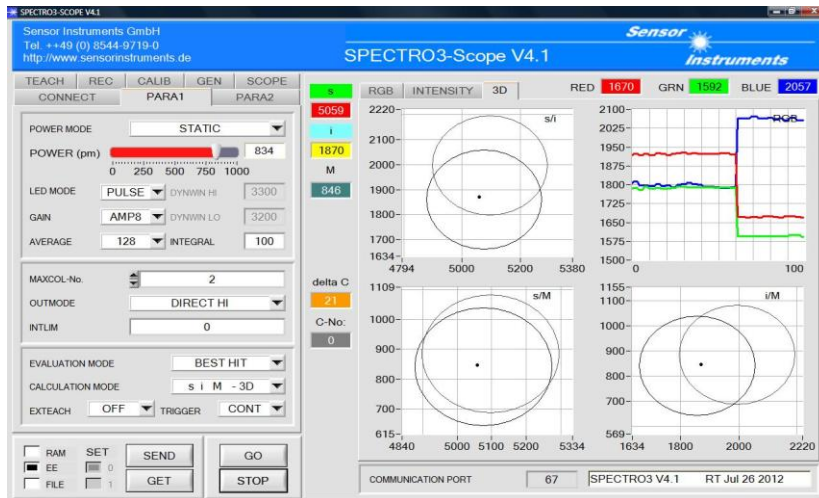 SPECTRO3-SCOPE V4.1
Sensor Instruments GmbH
Tel. ++49 (0) 8544-9719-0
http://www.sensorinstruments.de
SPECTRO3-Scope V4.1
Sensor
Instruments
TEACH REC CALIB GEN SCOPE
CONNECT PARA1 PARA2
POWER MODE STATIC
POWER (pm) 834
0 250 500 750 1000
LED MODE PULSE DYNWIN HI 3300
GAIN AMP8 DYNWIN LO 3200
AVERAGE 128 INTEGRAL 100
MAXCOL-No. 2
OUTMODE DIRECT HI
INTLIM 0
EVALUATION MODE BEST HIT
CALCULATION MODE s i M - 3D
EXTEACH OFF TRIGGER CONT
RAM SET
EE 0
FILE 1
SEND GO
GET STOP
s
5059
i
1870
M
846
delta C
21
C-No:
0
RGB INTENSITY 3D
RED 1670 GRN 1592 BLUE 2057
s/i
2220
2100
2000
1900
1800
1700
1634
4794 5000 5200 5380
RGB
2100
2025
1950
1875
1800
1725
1650
1575
1500
0 100
s/M
1109
1000
900
800
700
615
4840 5000 5100 5200 5334
i/M
1155
1100
1000
900
800
700
569
1634 1800 2000 2220
COMMUNICATION PORT 67 SPECTRO3 V4.1 RT Jul 26 2012